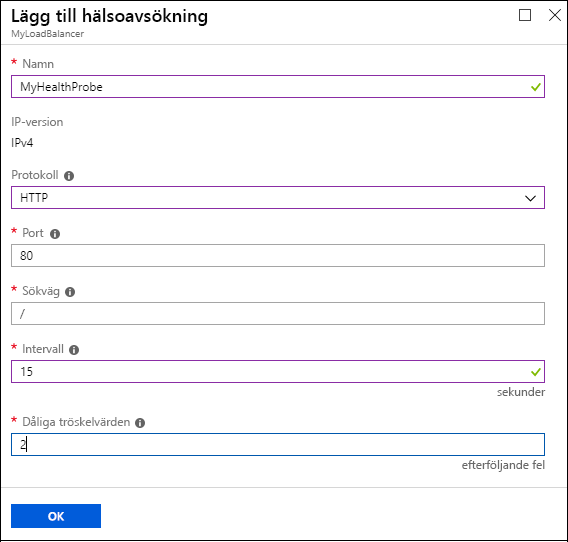 Lägg till hälsoavsökning
MyLoadBalancer
* Namn
MyHealthProbe
IP-version
IPv4
Protokoll
HTTP
* Port
80
* Sökväg
/
* Intervall
15
sekunder
* Dåliga tröskelvärden
2
efterföljande fel
OK